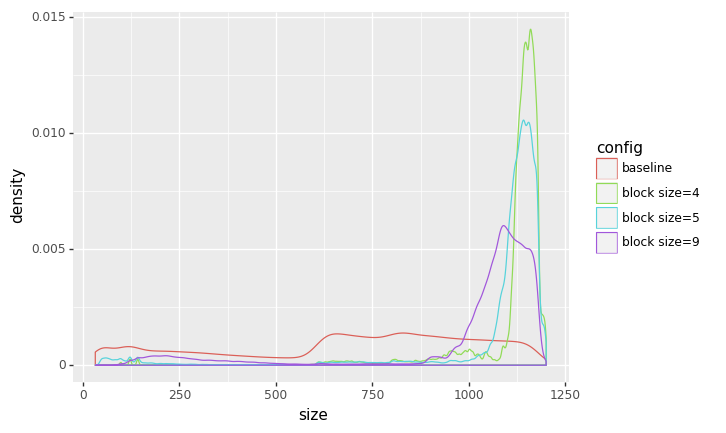 0.015
0.010
0.005
0
density
0
250
500
750
1000
1250
size
config
baseline
block size=4
block size=5
block size=9